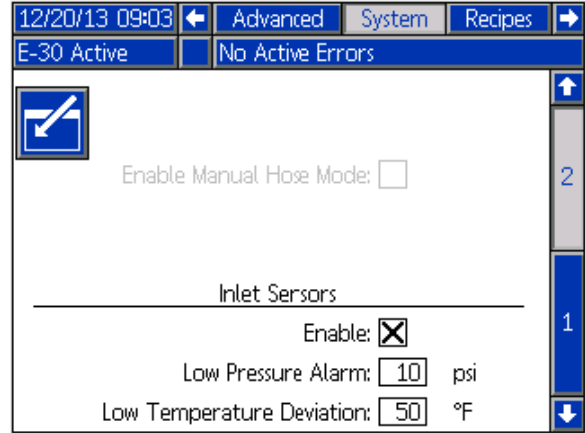 12/20/13 09:03 Advanced System Recipes
E-30 Active No Active Errors
Enable Manual Hose Mode:
2
Inlet Sersors
Enable:
1
Low Pressure Alarm: 10 psi
Low Temperature Deviation: 50 °F